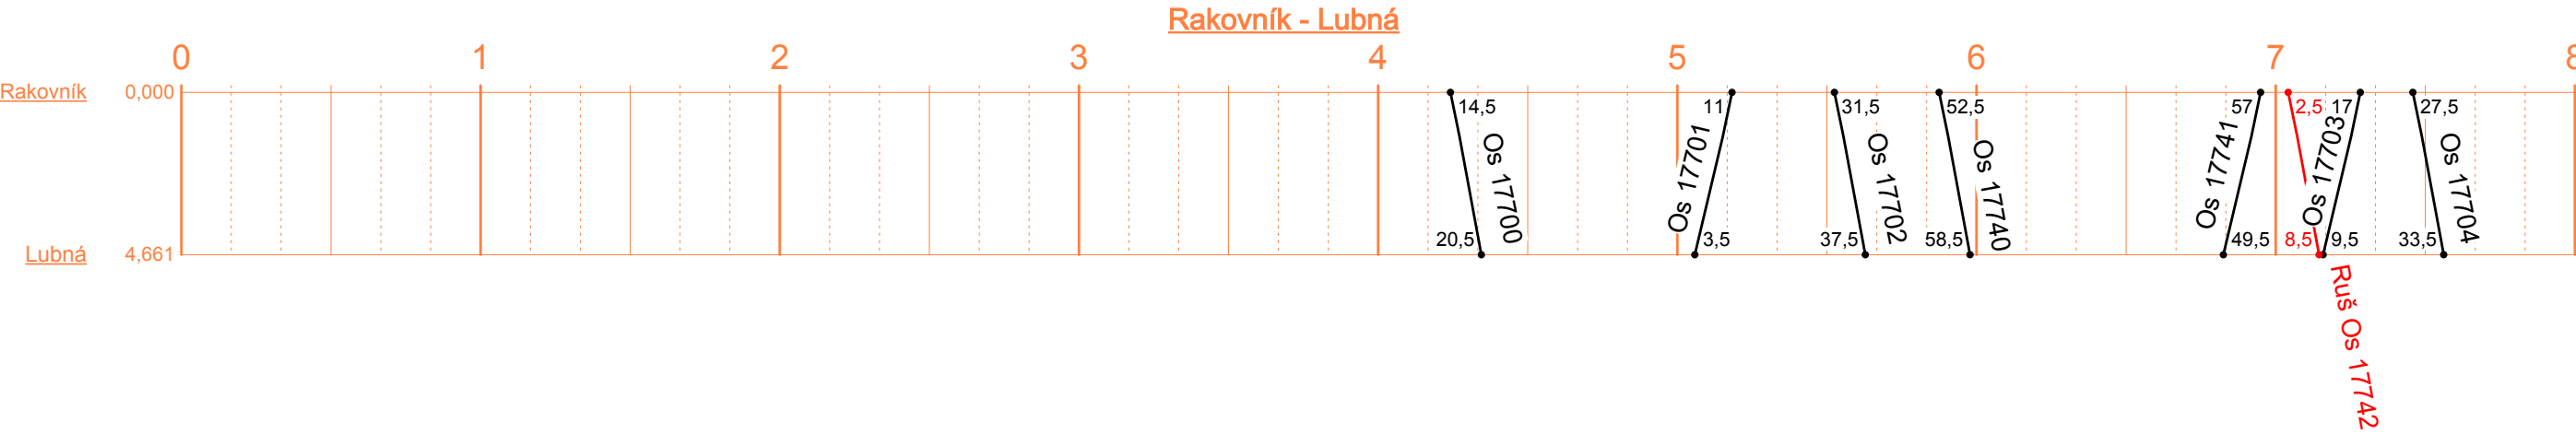 Rakovník - Lubná
0 1 2 3 4 5 6 7 8
Rakovník 0,000
14,5 11 31,5 52,5 57 2,5 17 27,5
Os 17700 Os 17701 Os 17702 Os 17740 Os 17741 Os 17703 Os 17704
20,5 3,5 37,5 58,5 49,5 8,5 9,5 33,5
Lubná 4,661
Ruš Os 17742